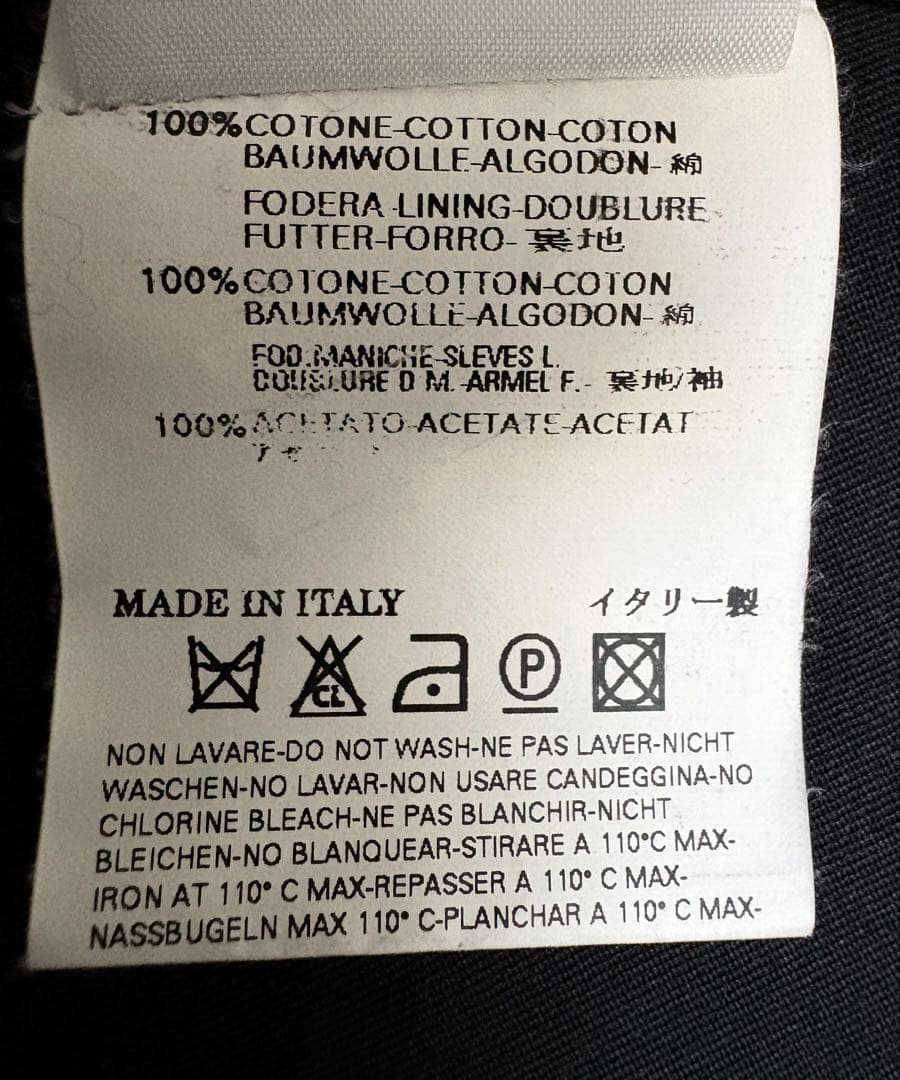 100% COTONE-COTTON-COTON
BAUMWOLLE-ALGODON-綿
FODERA-LINING-DOUBLURE
FUTTER-FORRO-裏地
100% COTONE-COTTON-COTON
BAUMWOLLE-ALGODON-綿
FOD.MANICHE-SLEVES L.
DOUBLURE D M.-ARMEL F.-裏地/袖
100% ACETATO-ACETATE-ACETAT
MADE IN ITALY イタリー製
CL P
NON LAVARE-DO NOT WASH-NE PAS LAVER-NICHT
WASCHEN-NO LAVAR-NON USARE CANDEGGINA-NO
CHLORINE BLEACH-NE PAS BLANCHIR-NICHT
BLEICHEN-NO BLANQUEAR-STIRARE A 110°C MAX-
IRON AT 110° C MAX-REPASSER A 110° C MAX-
NASSBUGELN MAX 110° C-PLANCHAR A 110° C MAX-